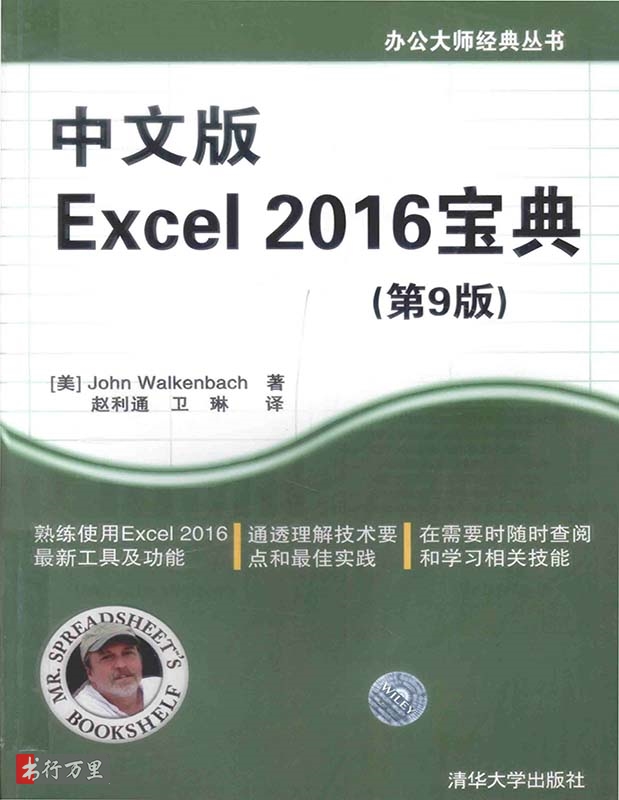 办公大师经典丛书
中文版
Excel 2016宝典
(第9版)
[美] John Walkenbach 著
赵利通 卫 琳 译
熟练使用Excel 2016
最新工具及功能
通透理解技术要
点和最佳实践
在需要时随时查阅
和学习相关技能
MR. SPREADSHEET'S
BOOKSHELF
WILEY
书行万里
清华大学出版社